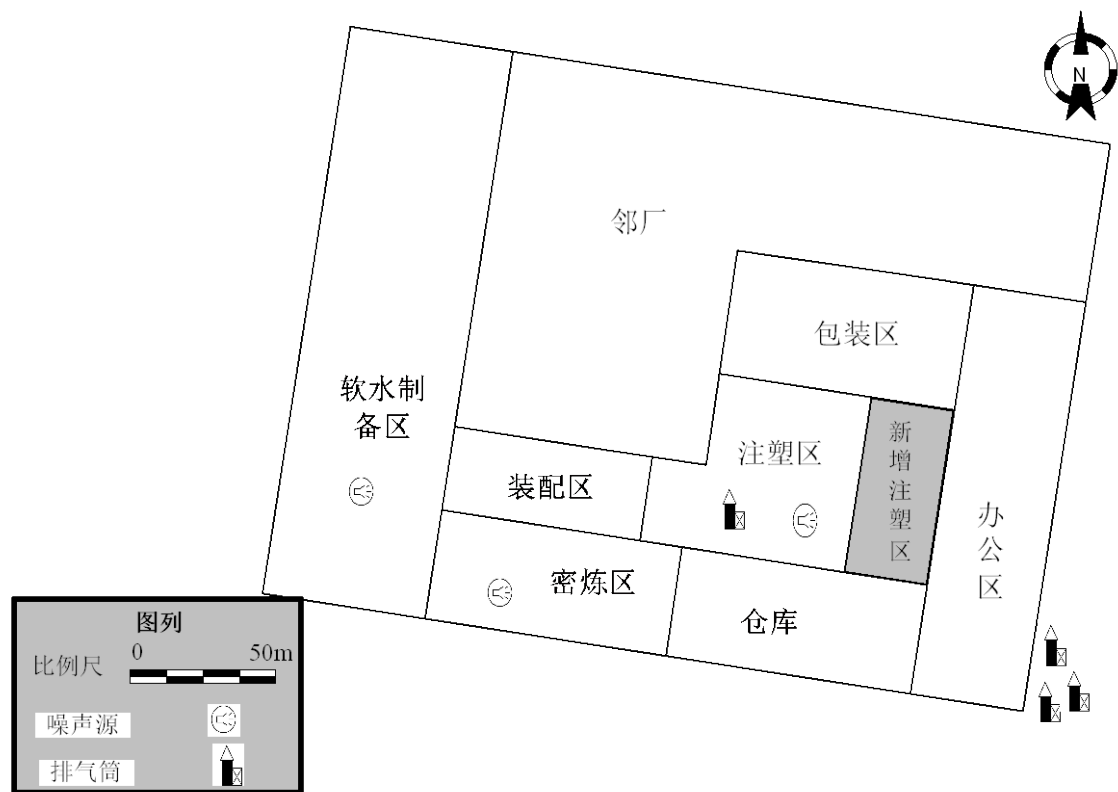 N
邻厂
包装区
软水制
备区
新增注塑区
注塑区
装配区
办公区
密炼区
仓库
图列
比例尺
0 50m
噪声源
排气筒